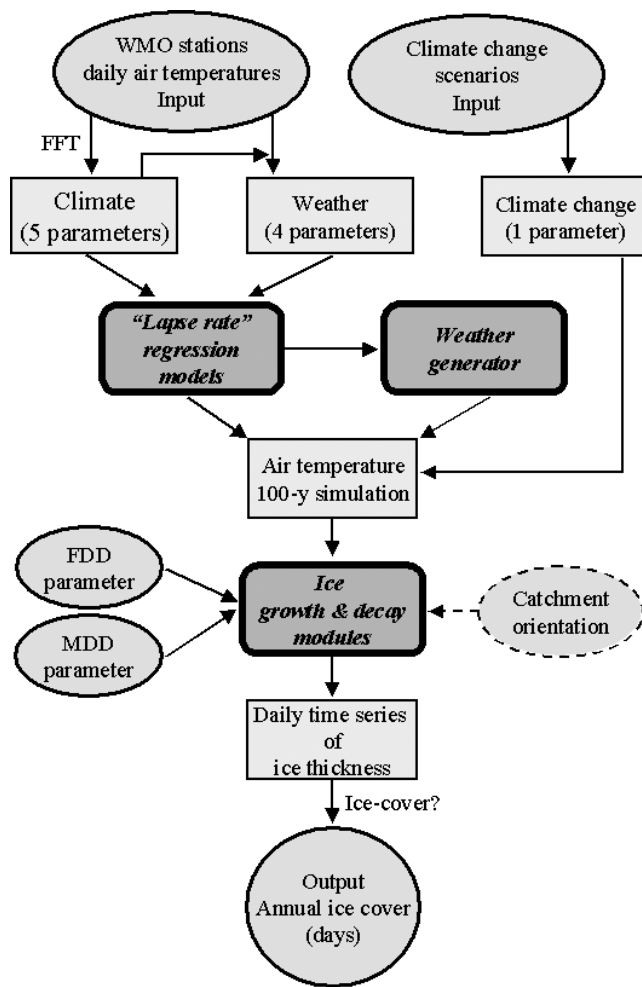 WMO stations
daily air temperatures
Input
Climate change
scenarios
Input
FFT
Climate
(5 parameters)
Weather
(4 parameters)
Climate change
(1 parameter)
“Lapse rate”
regression
models
Weather
generator
Air temperature
100-y simulation
FDD
parameter
MDD
parameter
Ice
growth & decay
modules
Catchment
orientation
Daily time series
of
ice thickness
Ice-cover?
Output
Annual ice cover
(days)